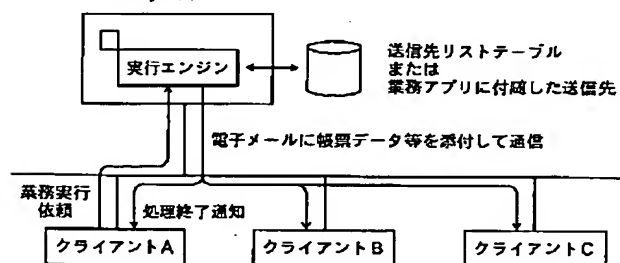 実行エンジン
送信先リストテーブル
または
業務アプリに付随した送信先
電子メールに帳票データ等を添付して通信
業務実行
依頼
処理終了通知
クライアントA
クライアントB
クライアントC